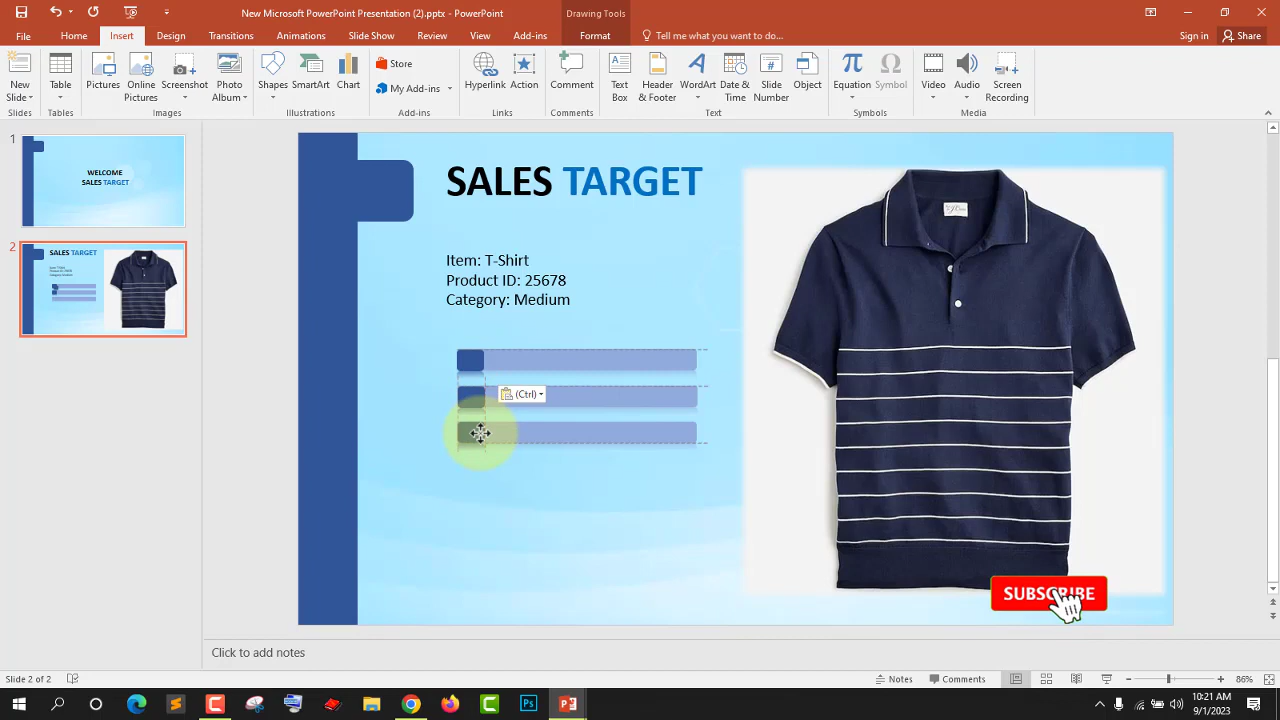 New Microsoft PowerPoint Presentation (2).pptx - PowerPoint
Drawing Tools
File Home Insert Design Transitions Animations Slide Show Review View Add-ins Format Tell me what you want to do... Sign in Share
New Slide
Table
Pictures
Online Pictures
Screenshot
Photo Album
Shapes
SmartArt
Chart
Store
My Add-ins
Hyperlink
Action
Comment
Text Box
Header & Footer
WordArt
Date & Time
Slide Number
Object
Equation
Symbol
Video
Audio
Screen Recording
Slides Tables Images Illustrations Add-ins Links Comments Text Symbols Media
1
WELCOME
SALES TARGET
2
SALES TARGET
SALES TARGET
Item: T-Shirt
Product ID: 25678
Category: Medium
(Ctrl)
SUBSCRIBE
Click to add notes
Slide 2 of 2
Notes
Comments
86%
10:21 AM
9/1/2023